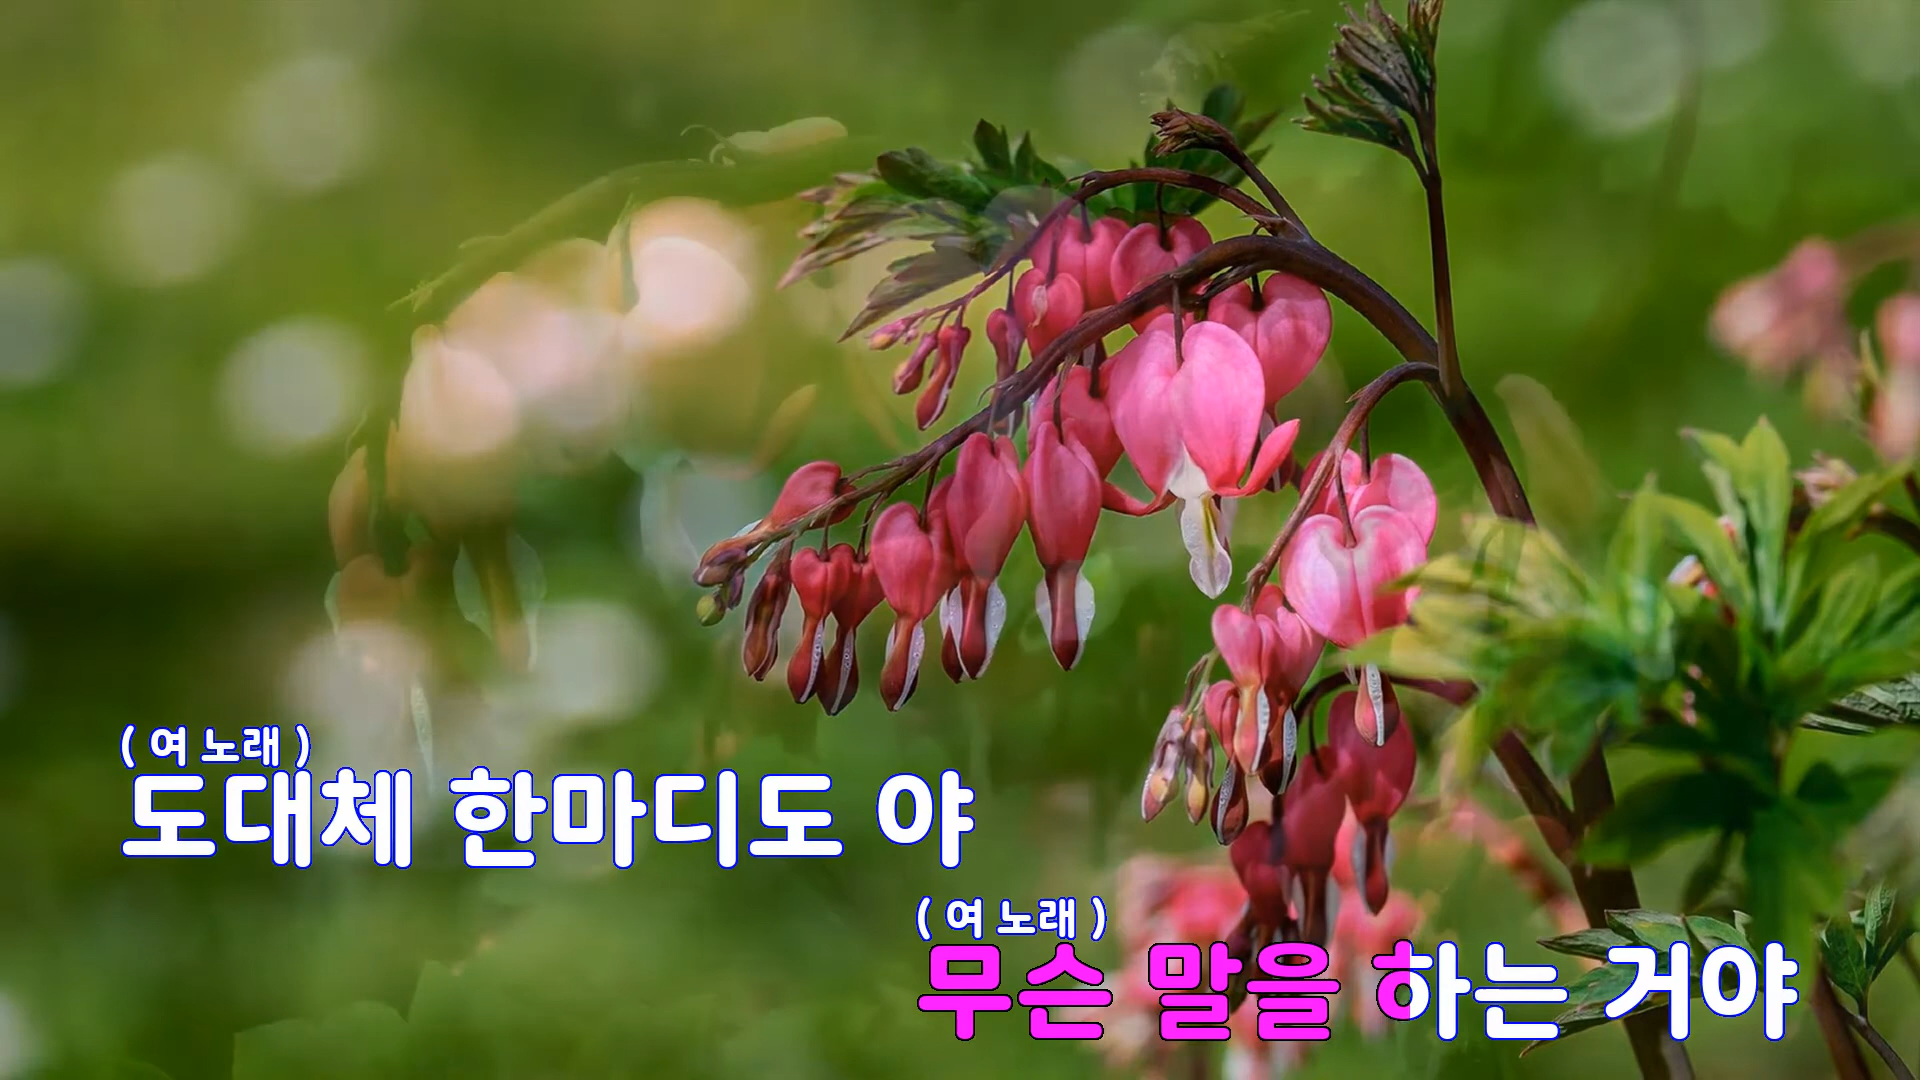 ( 여 노래 )
도대체 한마디도 야
( 여 노래 )
무슨 말을 하는 거야